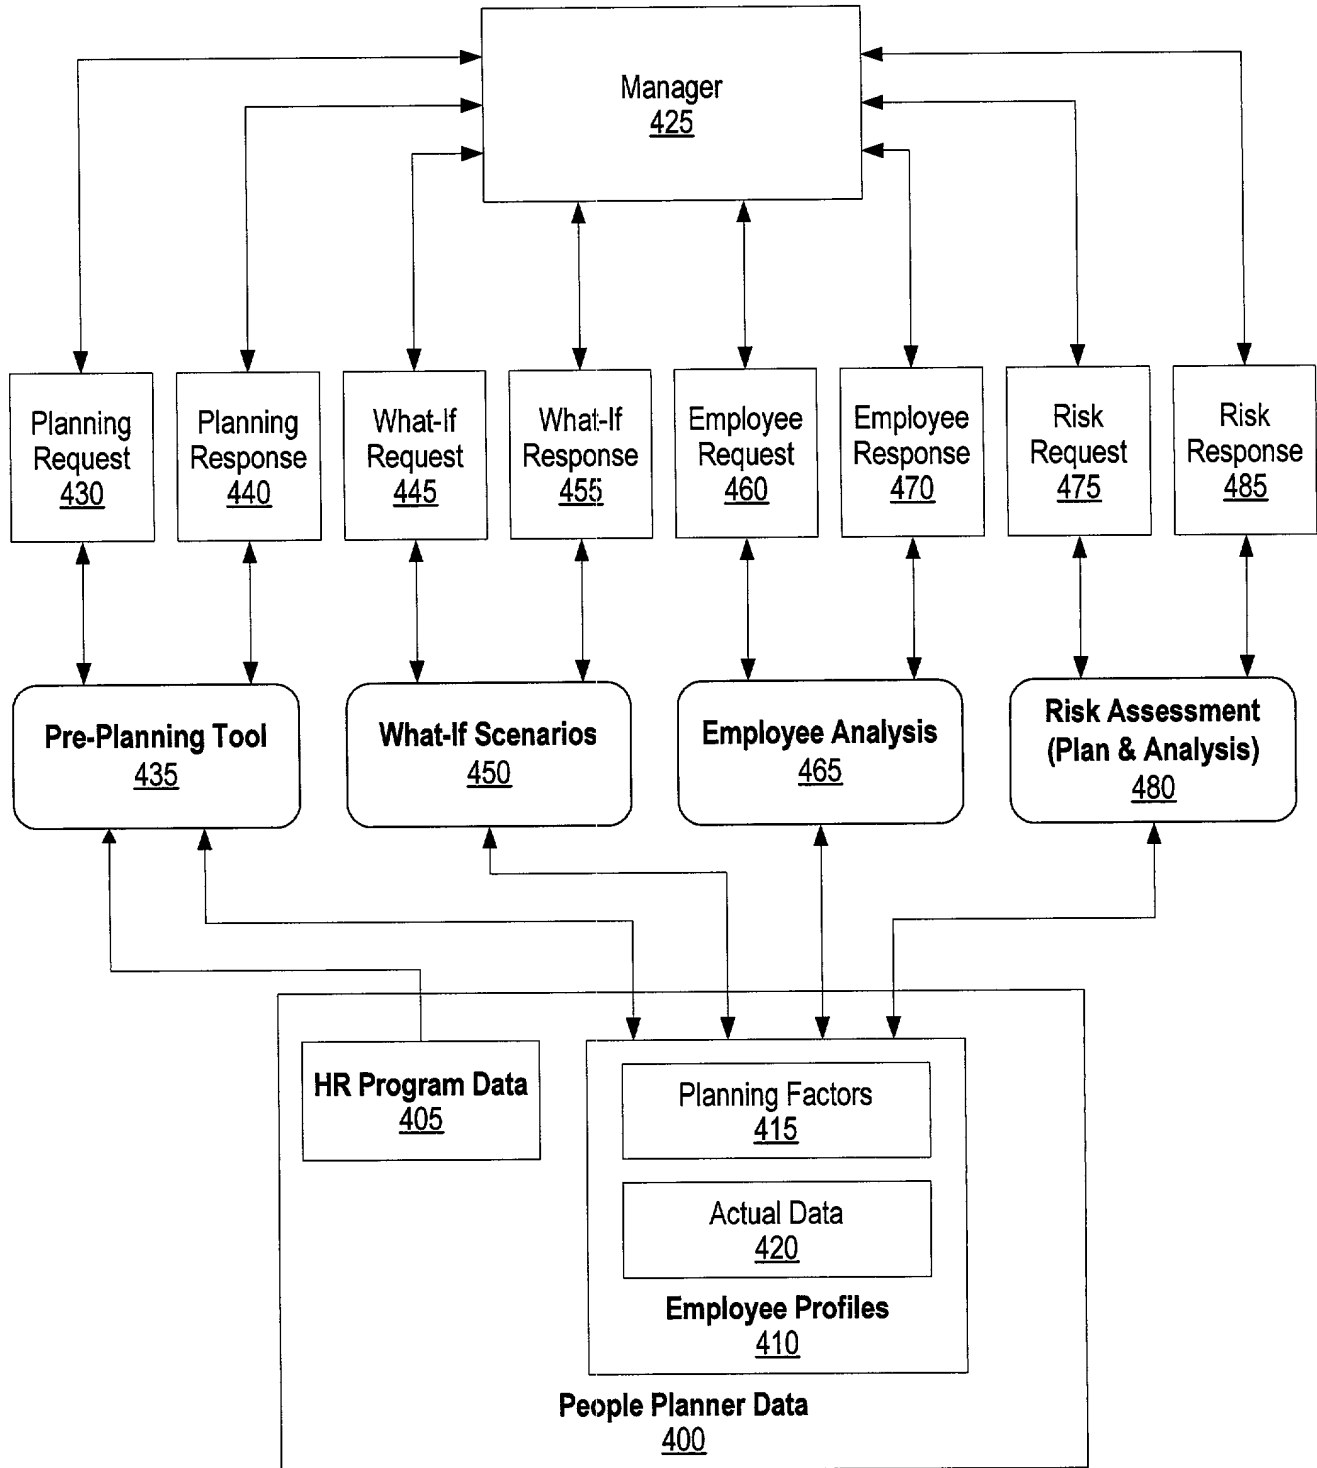 Manager
425
Planning
Request
430
Planning
Response
440
What-If
Request
445
What-If
Response
455
Employee
Request
460
Employee
Response
470
Risk
Request
475
Risk
Response
485
Pre-Planning Tool
435
What-If Scenarios
450
Employee Analysis
465
Risk Assessment
(Plan & Analysis)
480
HR Program Data
405
Planning Factors
415
Actual Data
420
Employee Profiles
410
People Planner Data
400